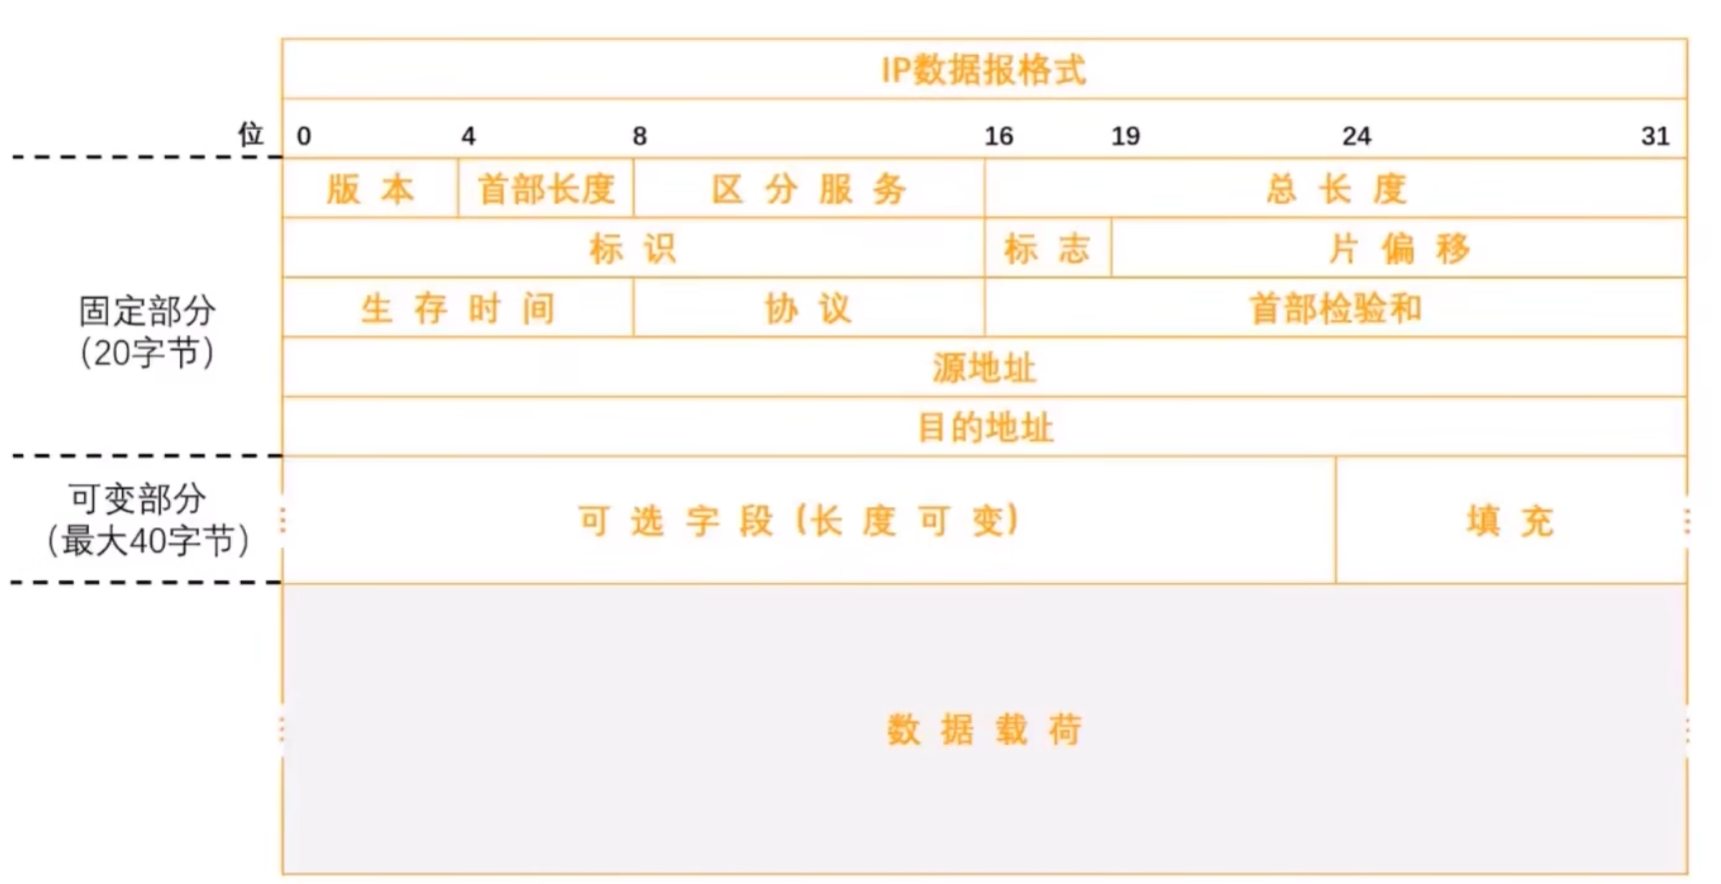 IP数据报格式
位 0 4 8 16 19 24 31
版本 首部长度 区分服务 总长度
标识 标志 片偏移
固定部分
(20字节)
生存时间 协议 首部检验和
源地址
目的地址
可变部分
(最大40字节)
可选字段(长度可变) 填充
数据载荷